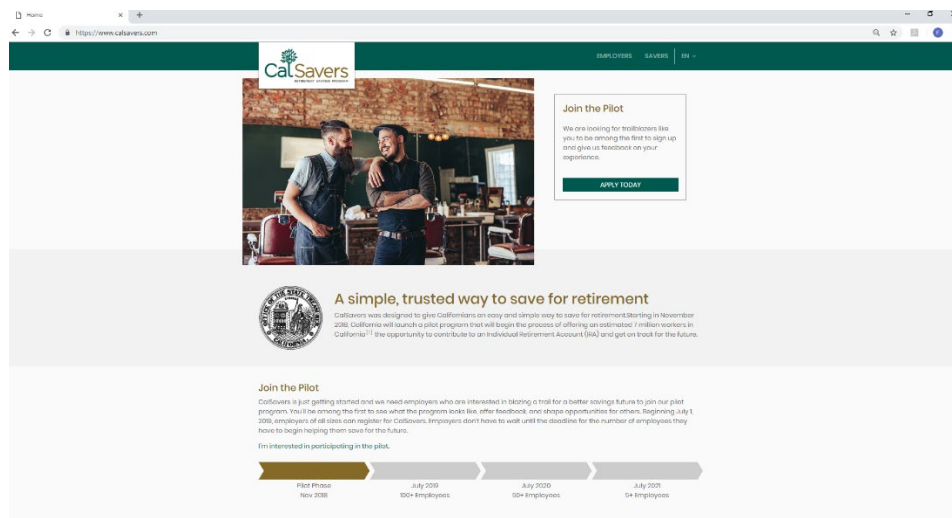 Home
https://www.calsavers.com
EMPLOYERS SAVERS EN
CalSavers
RETIREMENT SAVINGS PROGRAM
Join the Pilot
We are looking for trailblazers like
you to be among the first to sign up
and give us feedback on your
experience.
APPLY TODAY
OFFICE OF THE STATE TREASURER
CALIFORNIA
A simple, trusted way to save for retirement
CalSavers was designed to give Californians an easy and simple way to save for retirement.Starting in November
2018, California will launch a pilot program that will begin the process of offering an estimated 7 million workers in
California[1] the opportunity to contribute to an Individual Retirement Account (IRA) and get on track for the future.
Join the Pilot
CalSavers is just getting started and we need employers who are interested in blazing a trail for a better savings future to join our pilot
program. You'll be among the first to see what the program looks like, offer feedback, and shape opportunities for others. Beginning July 1,
2019, employers of all sizes can register for CalSavers. Employers don't have to wait until the deadline for the number of employees they
have to begin helping them save for the future.
I'm interested in participating in the pilot.
Pilot Phase July 2019 July 2020 July 2021
Nov 2018 100+ Employees 50+ Employees 5+ Employees